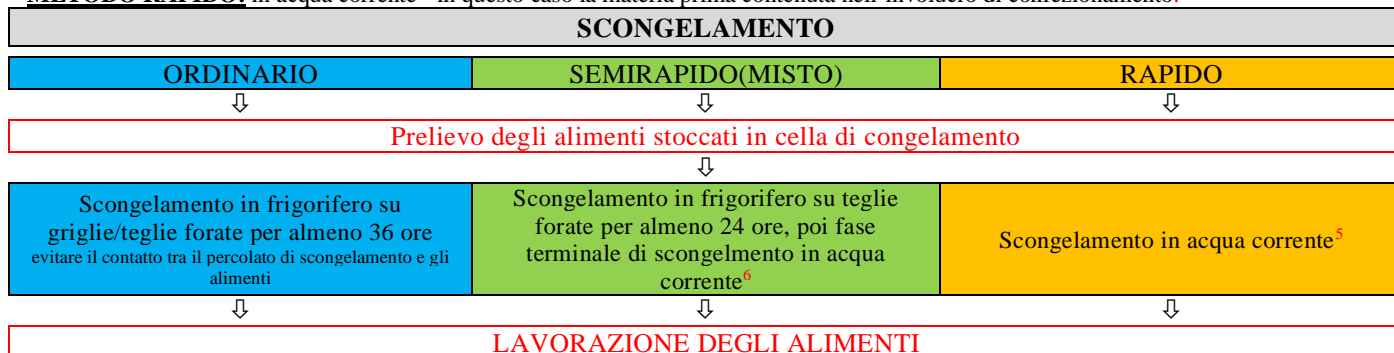 METODO RAPIDO: in acqua corrente - in questo caso la materia prima contenuta nell'involucro di confezionamento.
SCONGELAMENTO
ORDINARIO SEMIRAPIDO(MISTO) RAPIDO
⇩ ⇩ ⇩
Prelievo degli alimenti stoccati in cella di congelamento
⇩
Scongelamento in frigorifero su
griglie/teglie forate per almeno 36 ore
evitare il contatto tra il percolato di scongelamento e gli
alimenti
Scongelamento in frigorifero su teglie
forate per almeno 24 ore, poi fase
terminale di scongelmento in acqua
corrente6
Scongelamento in acqua corrente5
⇩ ⇩ ⇩
LAVORAZIONE DEGLI ALIMENTI